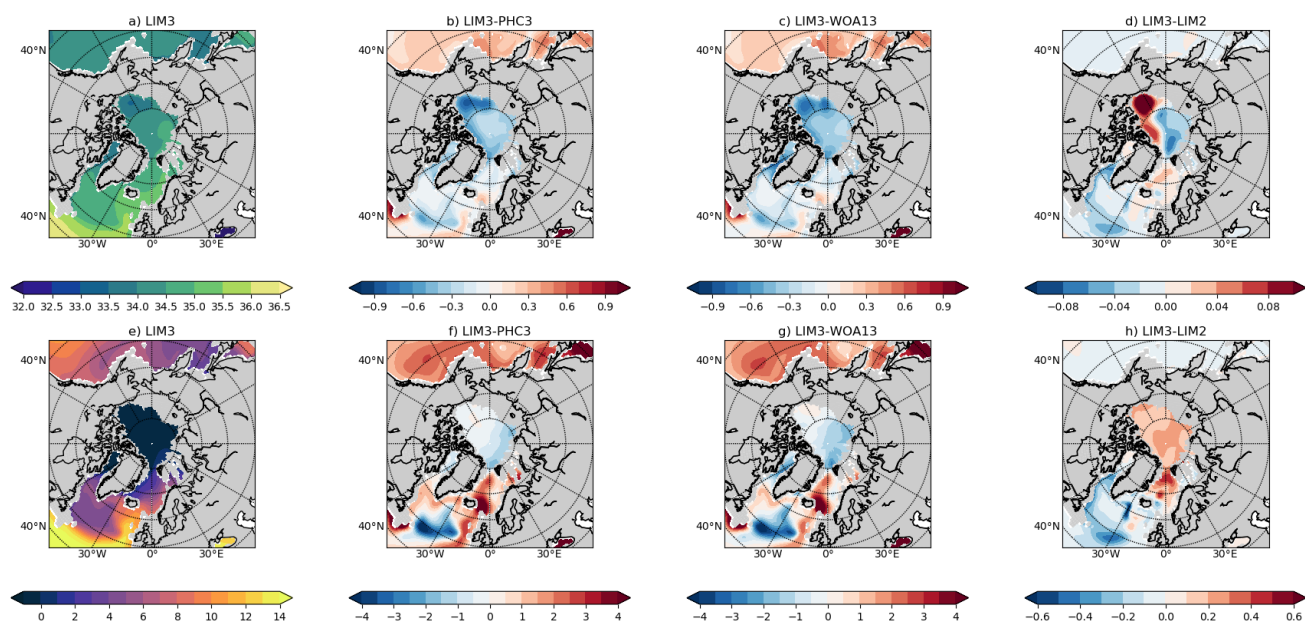 a) LIM3
b) LIM3-PHC3
c) LIM3-WOA13
d) LIM3-LIM2
40°N 40°N 40°N 40°N
40°N 40°N 40°N 40°N
30°W 0° 30°E 30°W 0° 30°E 30°W 0° 30°E 30°W 0° 30°E
32.0 32.5 33.0 33.5 34.0 34.5 35.0 35.5 36.0 36.5
−0.9 −0.6 −0.3 0.0 0.3 0.6 0.9
−0.9 −0.6 −0.3 0.0 0.3 0.6 0.9
−0.08 −0.04 0.00 0.04 0.08
e) LIM3
f) LIM3-PHC3
g) LIM3-WOA13
h) LIM3-LIM2
40°N 40°N 40°N 40°N
40°N 40°N 40°N 40°N
30°W 0° 30°E 30°W 0° 30°E 30°W 0° 30°E 30°W 0° 30°E
0 2 4 6 8 10 12 14
−4 −3 −2 −1 0 1 2 3 4
−4 −3 −2 −1 0 1 2 3 4
−0.6 −0.4 −0.2 0.0 0.2 0.4 0.6